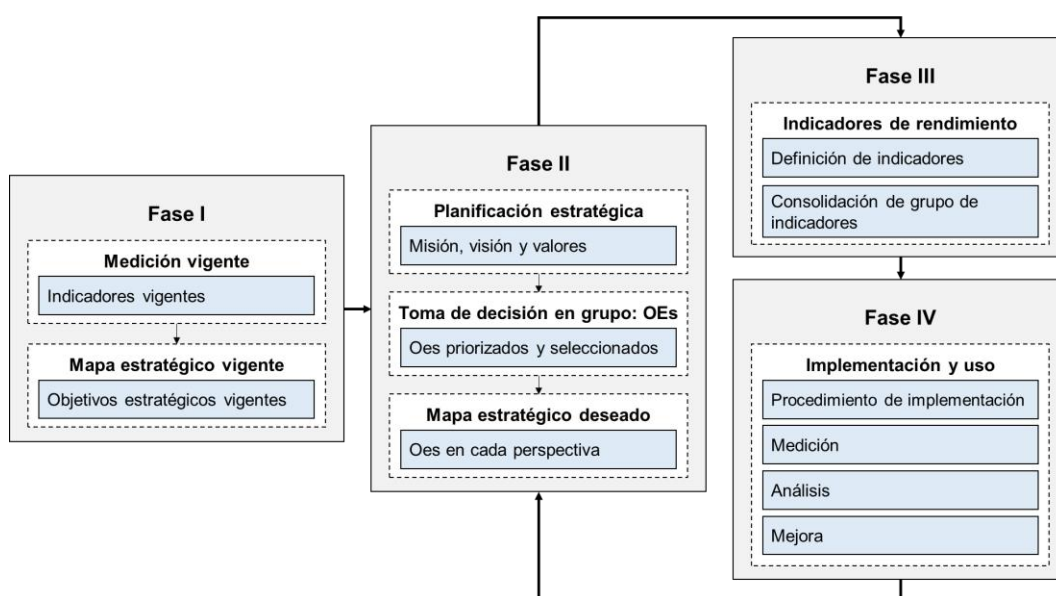 Fase I
Medición vigente
Indicadores vigentes
Mapa estratégico vigente
Objetivos estratégicos vigentes
Fase II
Planificación estratégica
Misión, visión y valores
Toma de decisión en grupo: OEs
Oes priorizados y seleccionados
Mapa estratégico deseado
Oes en cada perspectiva
Fase III
Indicadores de rendimiento
Definición de indicadores
Consolidación de grupo de
indicadores
Fase IV
Implementación y uso
Procedimiento de implementación
Medición
Análisis
Mejora